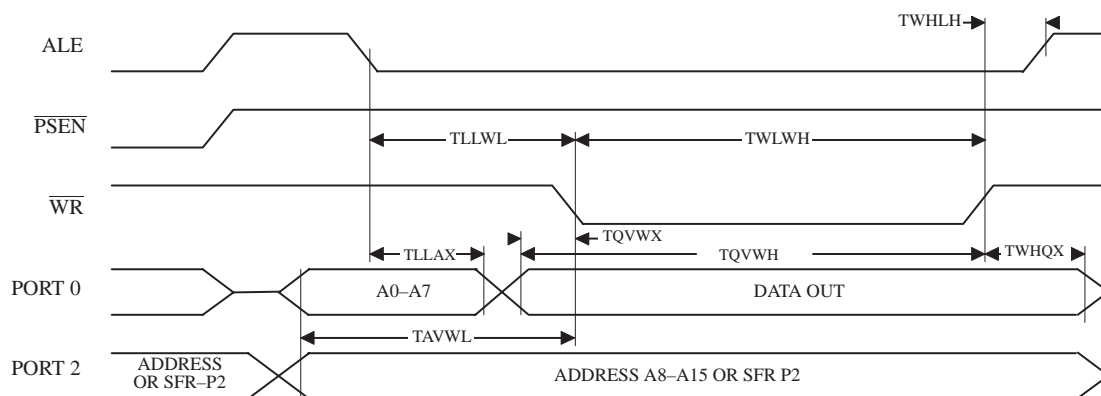 TWHLH
ALE
PSEN
TLLWL
TWLWH
WR
TQVWX
TLLAX
TQVWH
TWHQX
PORT 0
A0–A7
DATA OUT
TAVWL
PORT 2
ADDRESS
OR SFR–P2
ADDRESS A8–A15 OR SFR P2